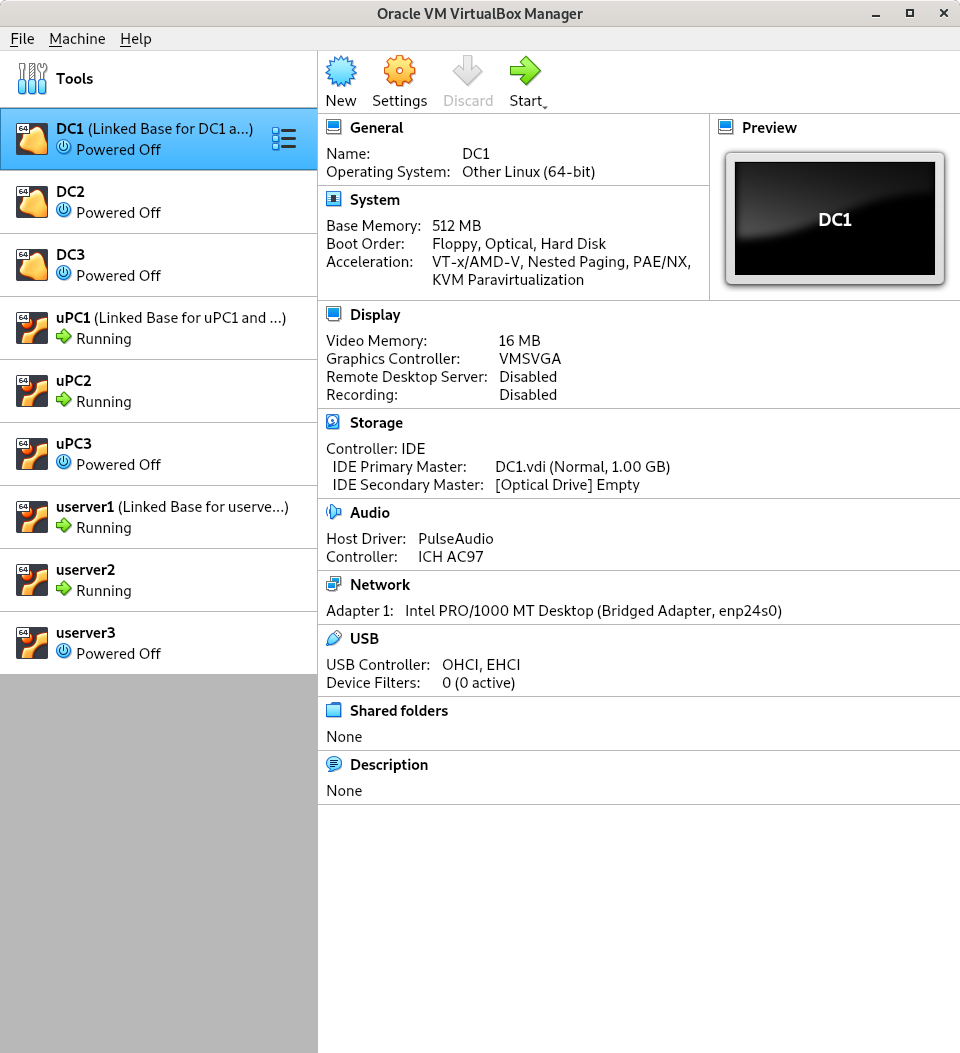 Oracle VM VirtualBox Manager
File Machine Help
Tools
64 DC1 (Linked Base for DC1 a...)
Powered Off
64 DC2
Powered Off
64 DC3
Powered Off
64 uPC1 (Linked Base for uPC1 and ...)
Running
64 uPC2
Running
64 uPC3
Powered Off
64 userver1 (Linked Base for userve...)
Running
64 userver2
Running
64 userver3
Powered Off
New Settings Discard Start
General
Name: DC1
Operating System: Other Linux (64-bit)
Preview
DC1
System
Base Memory: 512 MB
Boot Order: Floppy, Optical, Hard Disk
Acceleration: VT-x/AMD-V, Nested Paging, PAE/NX,
KVM Paravirtualization
Display
Video Memory: 16 MB
Graphics Controller: VMSVGA
Remote Desktop Server: Disabled
Recording: Disabled
Storage
Controller: IDE
IDE Primary Master: DC1.vdi (Normal, 1.00 GB)
IDE Secondary Master: [Optical Drive] Empty
Audio
Host Driver: PulseAudio
Controller: ICH AC97
Network
Adapter 1: Intel PRO/1000 MT Desktop (Bridged Adapter, enp24s0)
USB
USB Controller: OHCI, EHCI
Device Filters: 0 (0 active)
Shared folders
None
Description
None